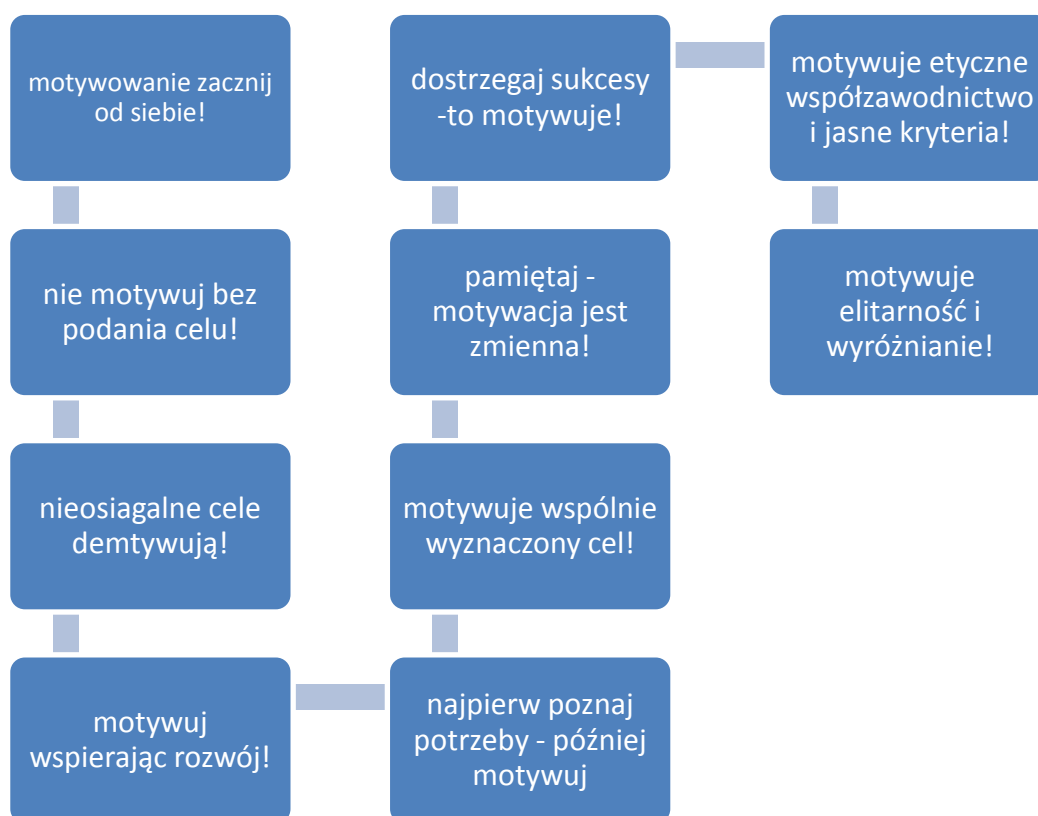 motywowanie zacznij
od siebie!
nie motywuj bez
podania celu!
nieosiagalne cele
demtywują!
motywuj
wspierając rozwój!
najpierw poznaj
potrzeby - później
motywuj
motywuje wspólnie
wyznaczony cel!
pamiętaj -
motywacja jest
zmienna!
dostrzegaj sukcesy
-to motywuje!
motywuje etyczne
współzawodnictwo
i jasne kryteria!
motywuje
elitarność i
wyróżnianie!